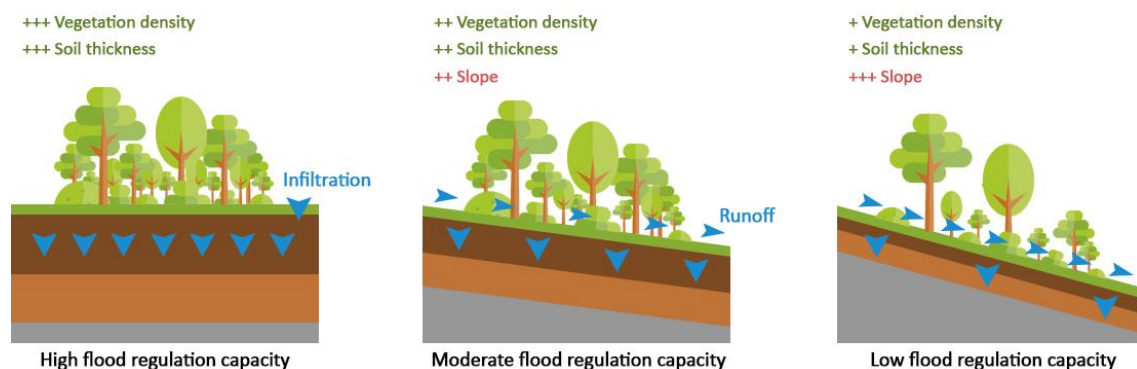 +++ Vegetation density
+++ Soil thickness
Infiltration
High flood regulation capacity
++ Vegetation density
++ Soil thickness
++ Slope
Runoff
Moderate flood regulation capacity
+ Vegetation density
+ Soil thickness
+++ Slope
Low flood regulation capacity